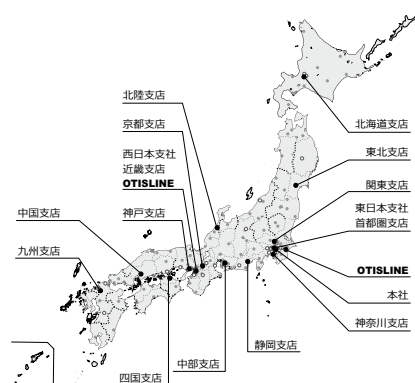 北陸支店
京都支店
西日本支社
近畿支店
OTISLINE
神戸支店
中国支店
九州支店
北海道支店
東北支店
関東支店
東日本支社
首都圏支店
OTISLINE
本社
神奈川支店
静岡支店
中部支店
四国支店